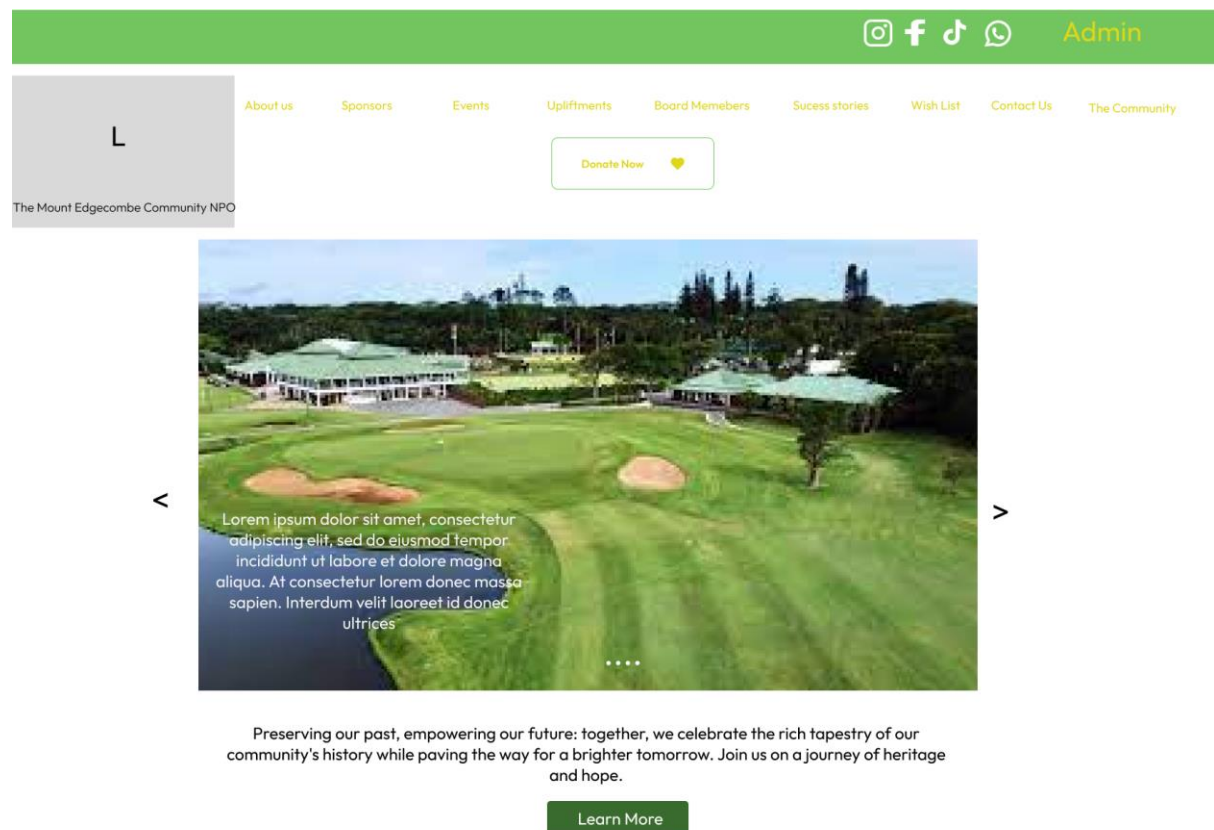 Admin
About us
Sponsors
Events
Upliftments
Board Memebers
Sucess stories
Wish List
Contact Us
The Community
L
Donate Now
The Mount Edgecombe Community NPO
<
>
Lorem ipsum dolor sit amet, consectetur
adipiscing elit, sed do eiusmod tempor
incididunt ut labore et dolore magna
aliqua. At consectetur lorem donec massa
sapien. Interdum velit laoreet id donec
ultrices
Preserving our past, empowering our future: together, we celebrate the rich tapestry of our
community's history while paving the way for a brighter tomorrow. Join us on a journey of heritage
and hope.
Learn More